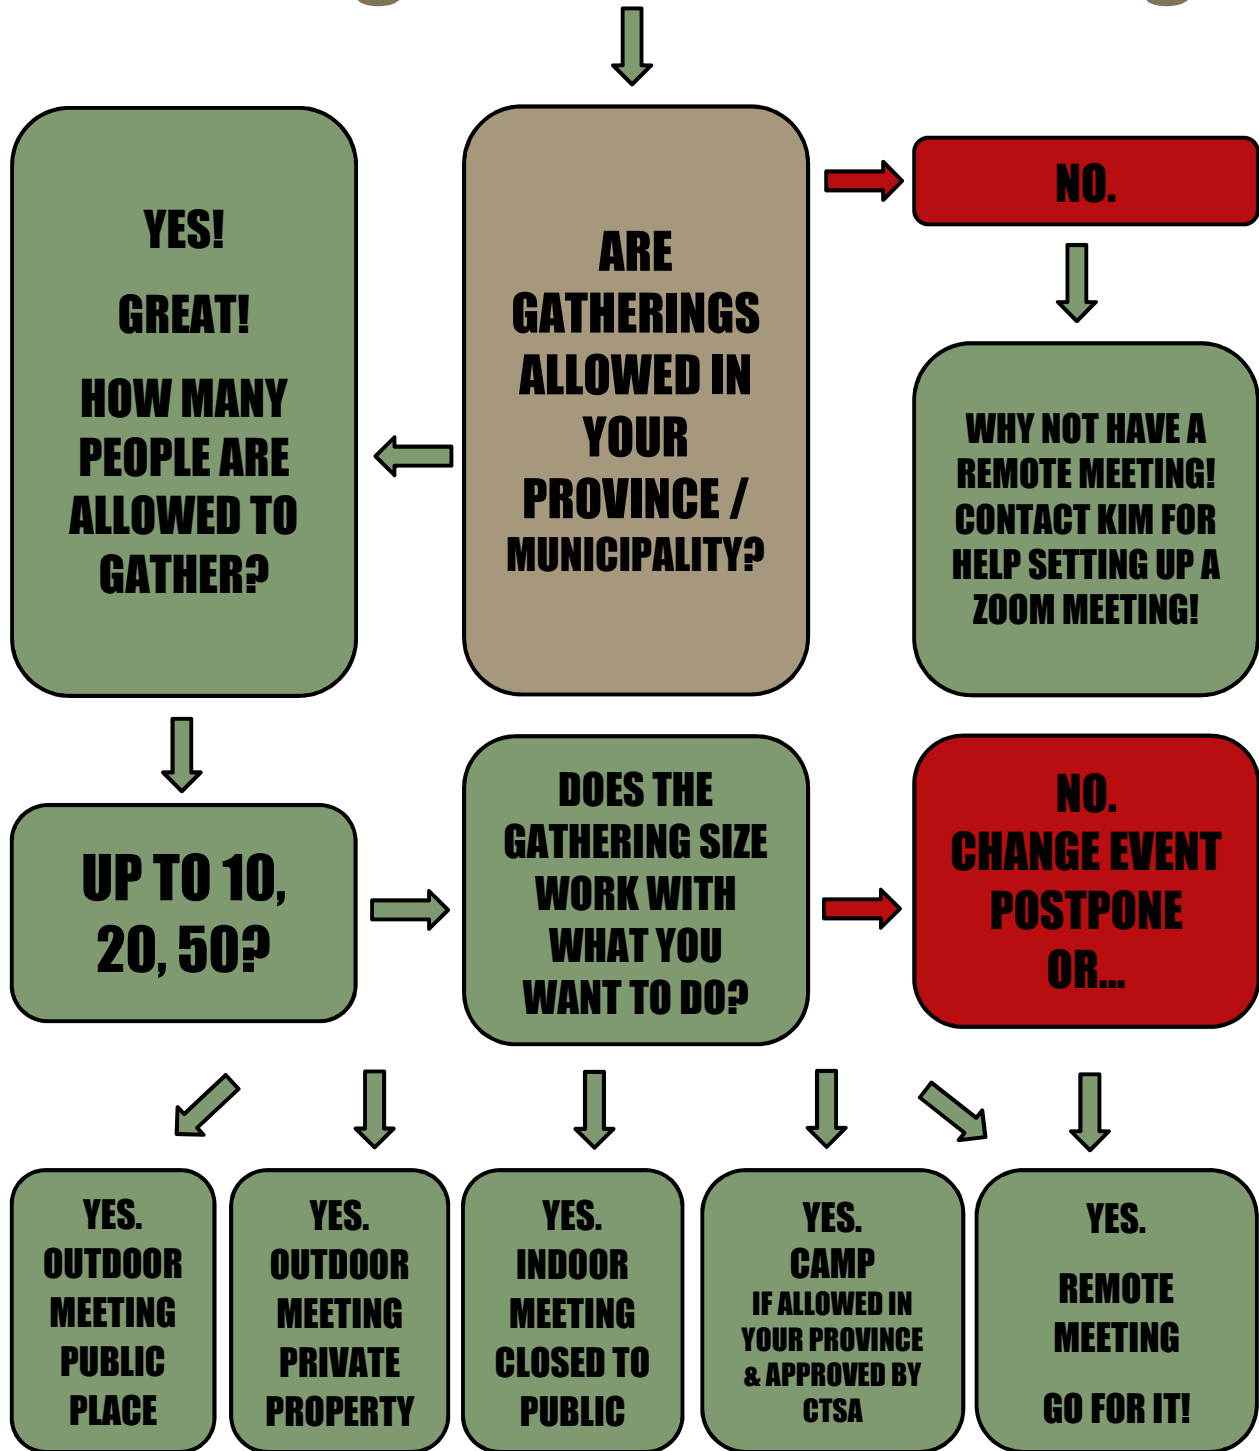 YES!
GREAT!
HOW MANY
PEOPLE ARE
ALLOWED TO
GATHER?
ARE
GATHERINGS
ALLOWED IN
YOUR
PROVINCE /
MUNICIPALITY?
NO.
WHY NOT HAVE A
REMOTE MEETING!
CONTACT KIM FOR
HELP SETTING UP A
ZOOM MEETING!
UP TO 10,
20, 50?
DOES THE
GATHERING SIZE
WORK WITH
WHAT YOU
WANT TO DO?
NO.
CHANGE EVENT
POSTPONE
OR...
YES.
OUTDOOR
MEETING
PUBLIC
PLACE
YES.
OUTDOOR
MEETING
PRIVATE
PROPERTY
YES.
INDOOR
MEETING
CLOSED TO
PUBLIC
YES.
CAMP
IF ALLOWED IN
YOUR PROVINCE
& APPROVED BY
CTSA
YES.
REMOTE
MEETING
GO FOR IT!